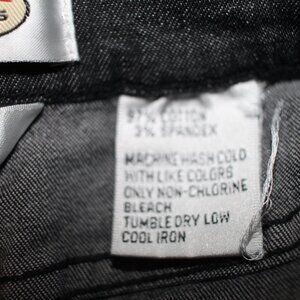 97% COTTON
3% SPANDEX
MACHINE WASH COLD
WITH LIKE COLORS
ONLY NON-CHLORINE
BLEACH
TUMBLE DRY LOW
COOL IRON